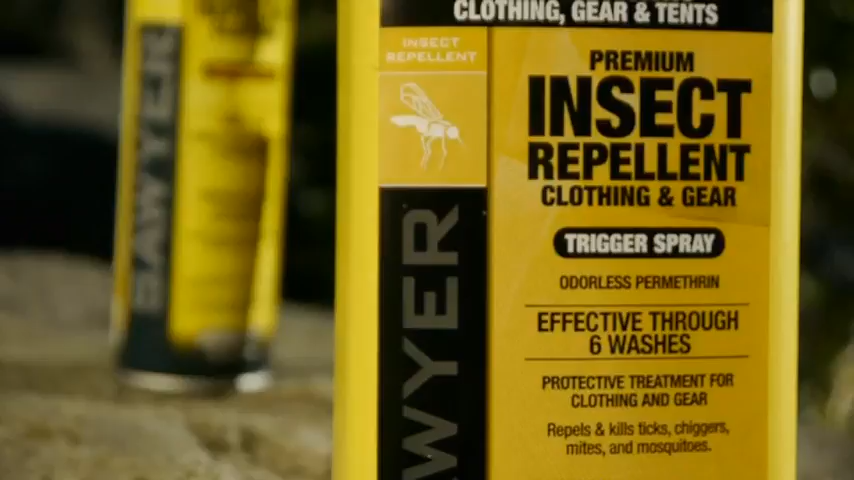 CLOTHING, GEAR & TENTS
INSECT
REPELLENT
PREMIUM
INSECT
REPELLENT
CLOTHING & GEAR
TRIGGER SPRAY
ODORLESS PERMETHRIN
EFFECTIVE THROUGH
6 WASHES
PROTECTIVE TREATMENT FOR
CLOTHING AND GEAR
Repels & kills ticks, chiggers,
mites, and mosquitoes.
WYER
SAWYER